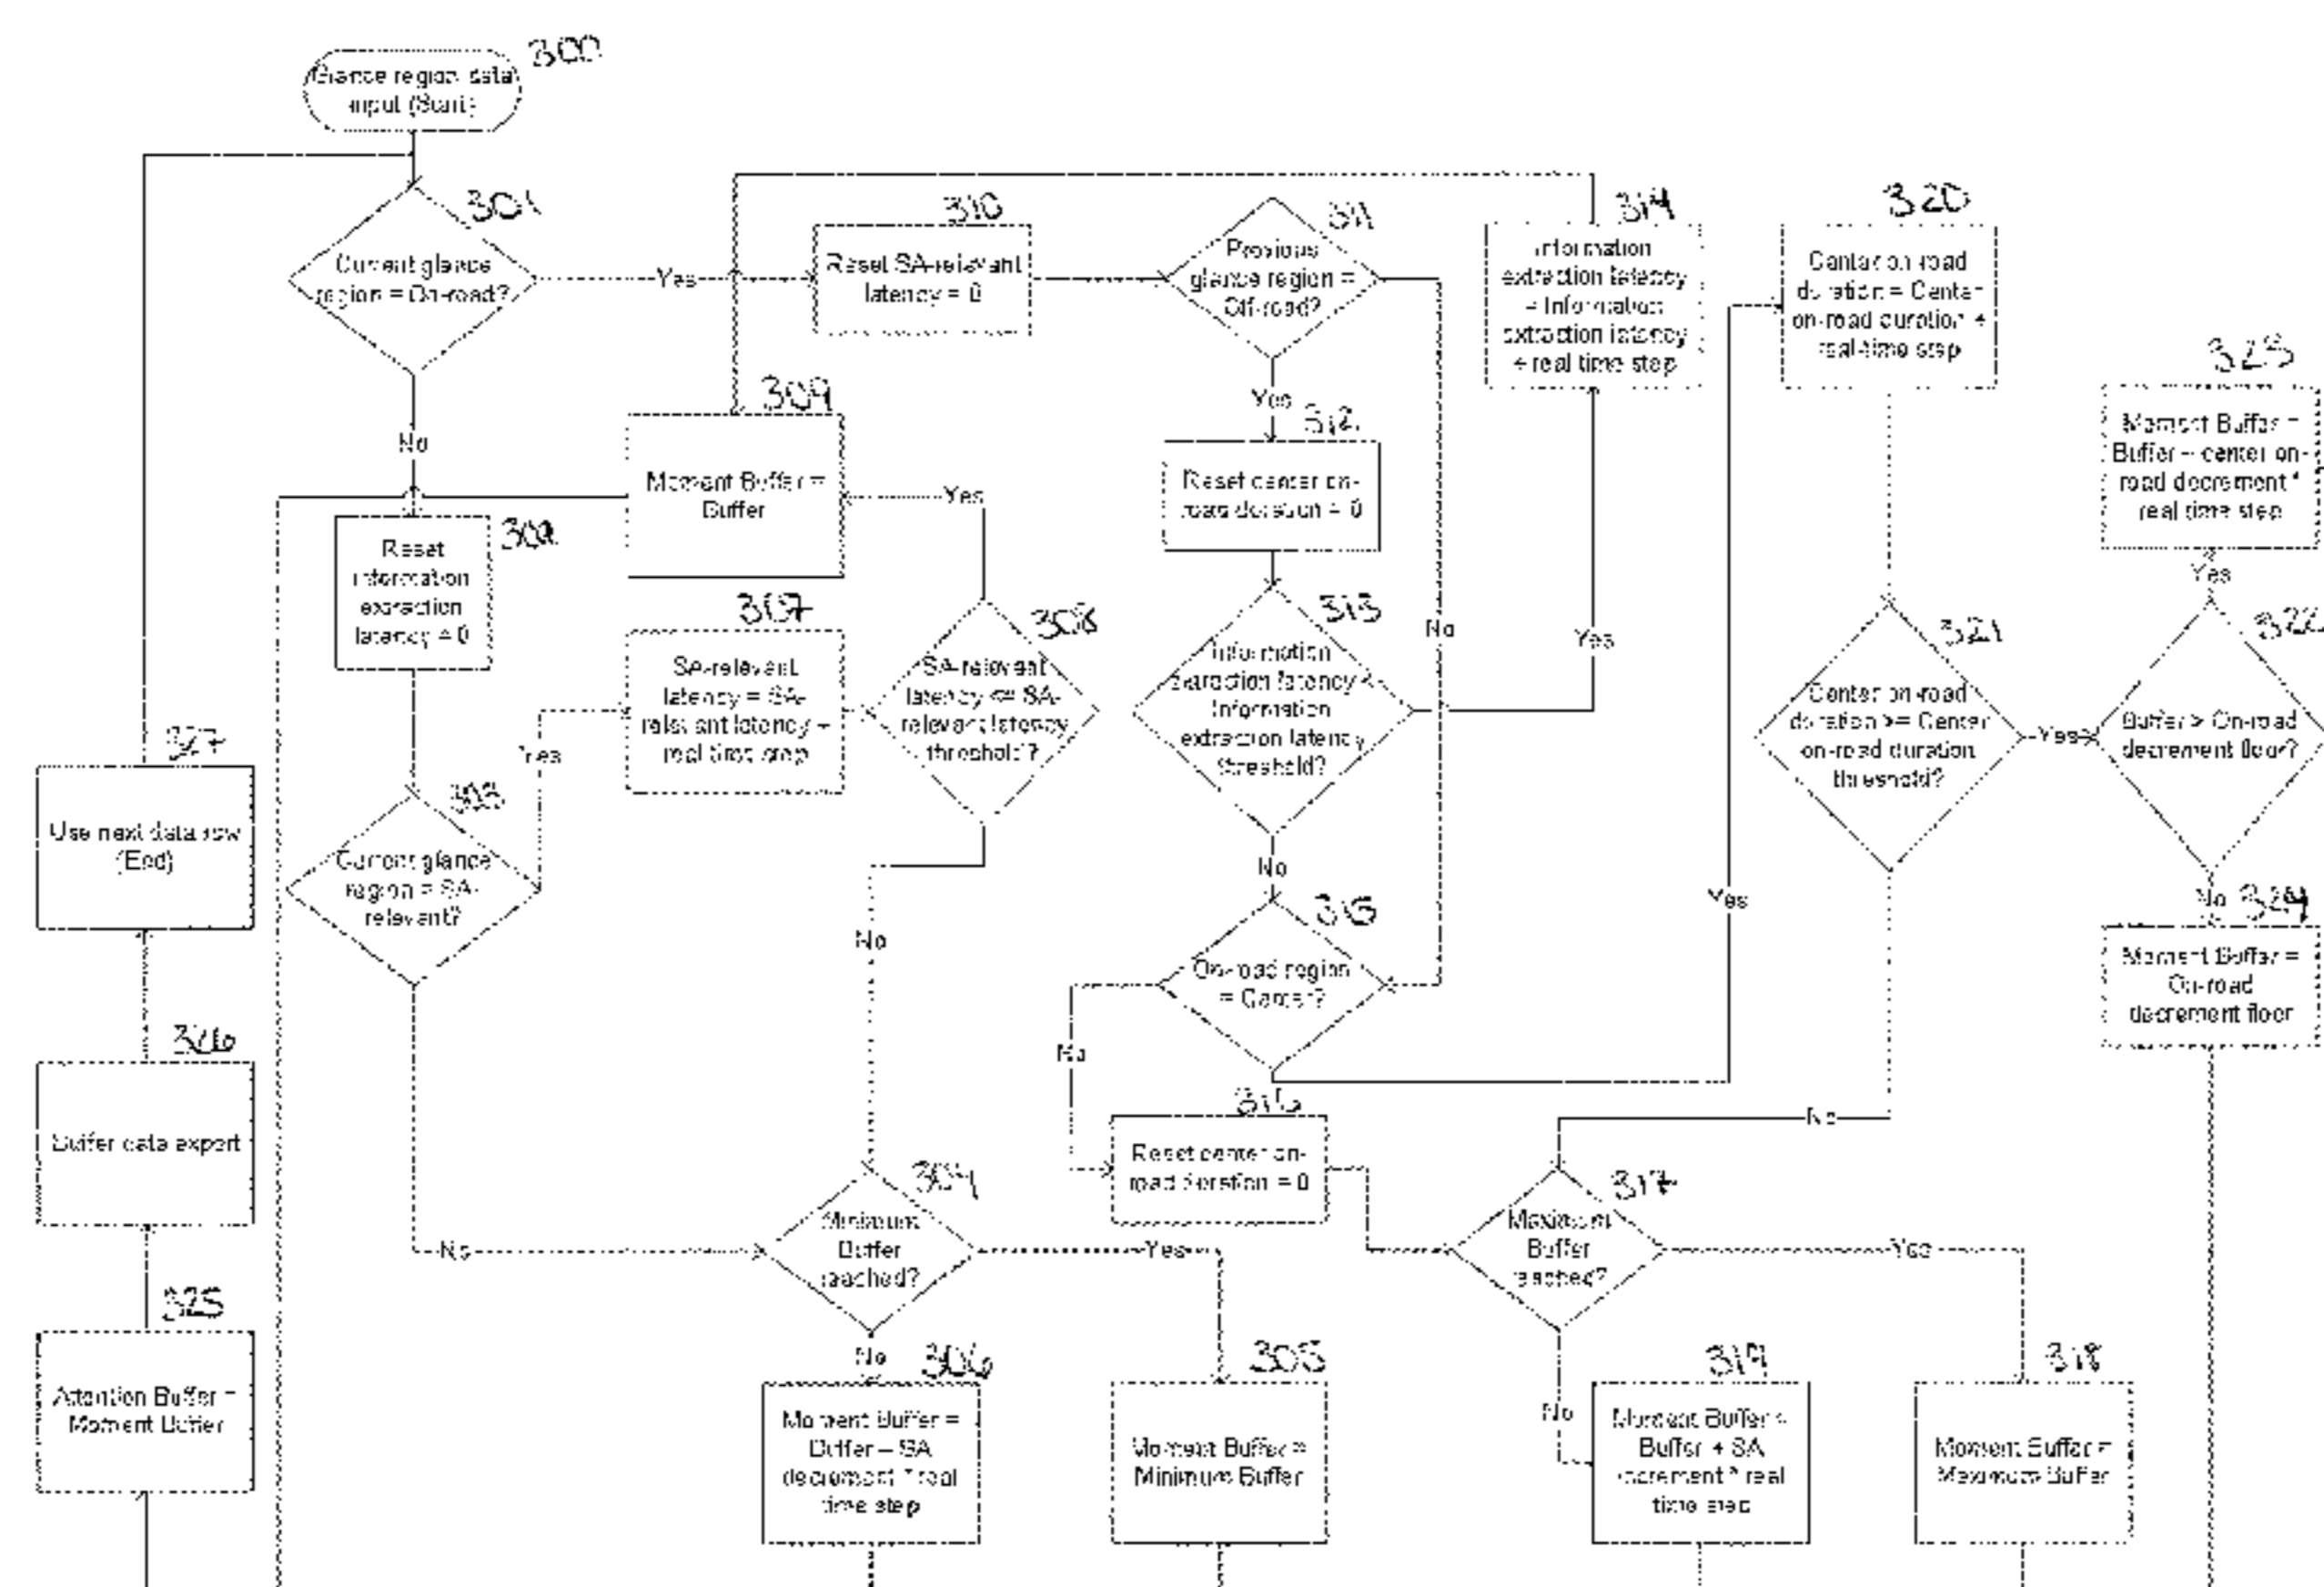 300
Glance region data
input (Start)
301
Current glance
region = On-road?
Yes
No
310
Reset SA-relevant
latency = 0
311
Previous
glance region =
Off-road?
Yes
No
314
Information
extraction latency
= Information
extraction latency
+ real time step
320
Center on-road
duration = Center
on-road duration +
real-time step
323
Moment Buffer =
Buffer - center on-
road decrement *
real time step
Yes
309
Moment Buffer =
Buffer
Yes
312
Reset center on-
road duration = 0
302
Reset
information
extraction
latency = 0
307
SA-relevant
latency = SA-
relevant latency +
real time step
308
SA-relevant
latency <= SA-
relevant latency
threshold?
No
313
Information
extraction latency
Information
extraction latency
threshold?
Yes
No
321
Center on-road
duration >= Center
on-road duration
threshold?
Yes
No
322
Buffer > On-road
decrement floor?
No
324
Moment Buffer =
On-road
decrement floor
327
Use next data row
(End)
303
Current glance
region = SA-
relevant?
Yes
No
315
On-road region
= Center?
Yes
No
326
Buffer data export
316
Reset center on-
road duration = 0
304
Minimum
Buffer
reached?
Yes
No
317
Maximum
Buffer
reached?
Yes
No
325
Attention Buffer =
Moment Buffer
306
Moment Buffer =
Buffer - SA
decrement * real
time step
305
Moment Buffer =
Minimum Buffer
319
Moment Buffer =
Buffer + SA
increment * real
time step
318
Moment Buffer =
Maximum Buffer